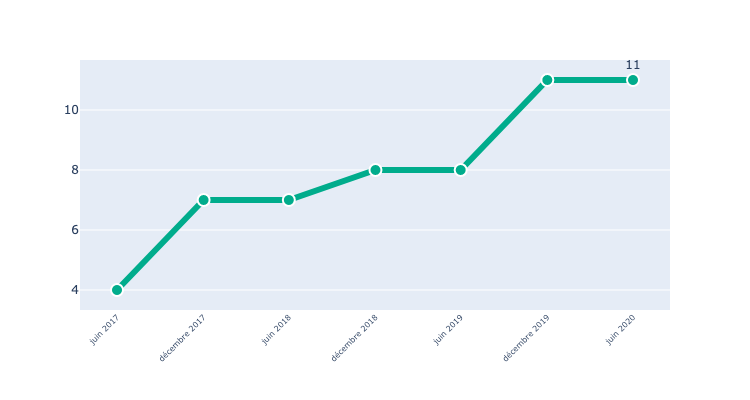 11
10
8
6
4
juin 2017
décembre 2017
juin 2018
décembre 2018
juin 2019
décembre 2019
juin 2020